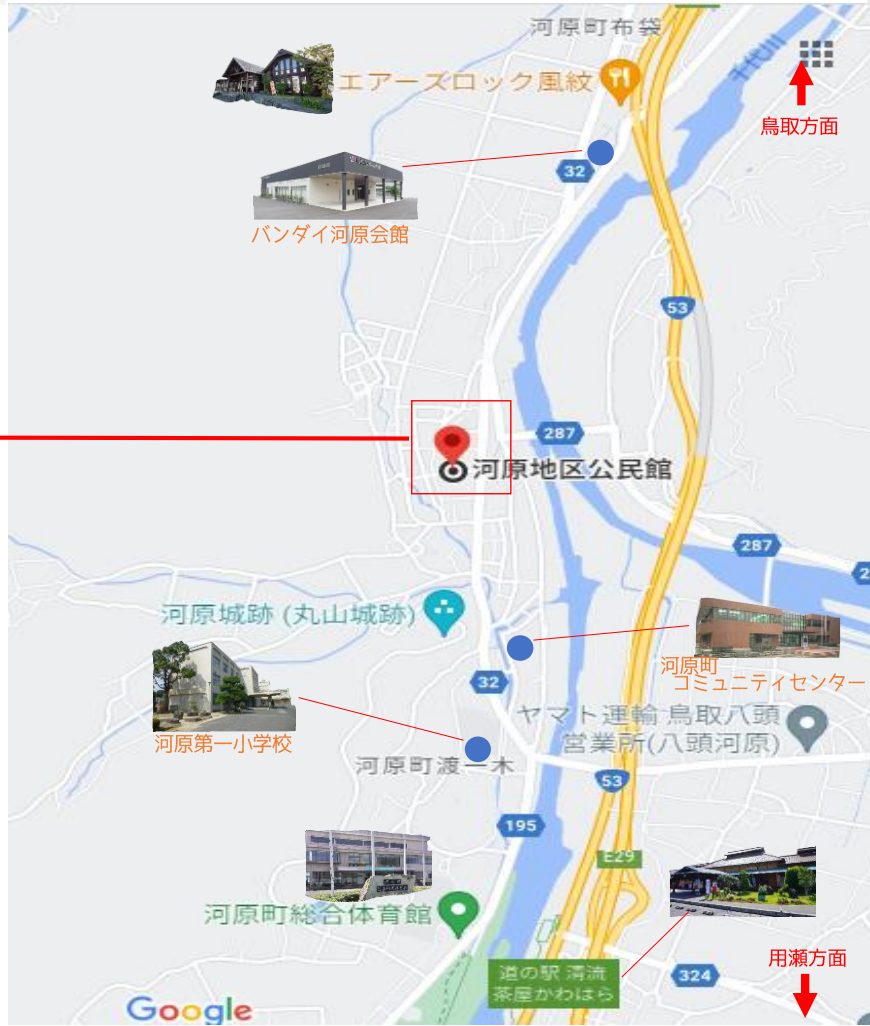 河原町布袋
千代川
エアーズロック風紋
鳥取方面
32
バンダイ河原会館
53
287
河原地区公民館
287
河原城跡 (丸山城跡)
河原町
コミュニティセンター
32
河原第一小学校
ヤマト運輸 鳥取八頭
営業所(八頭河原)
河原町渡一木
53
195
E29
河原町総合体育館
道の駅 清流
茶屋かわはら
324
用瀬方面
Google